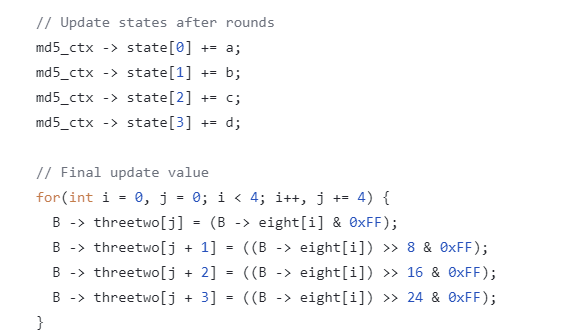 // Update states after rounds
md5_ctx -> state[0] += a;
md5_ctx -> state[1] += b;
md5_ctx -> state[2] += c;
md5_ctx -> state[3] += d;

// Final update value
for(int i = 0, j = 0; i < 4; i++, j += 4) {
  B -> threetwo[j] = (B -> eight[i] & 0xFF);
  B -> threetwo[j + 1] = ((B -> eight[i]) >> 8 & 0xFF);
  B -> threetwo[j + 2] = ((B -> eight[i]) >> 16 & 0xFF);
  B -> threetwo[j + 3] = ((B -> eight[i]) >> 24 & 0xFF);
}